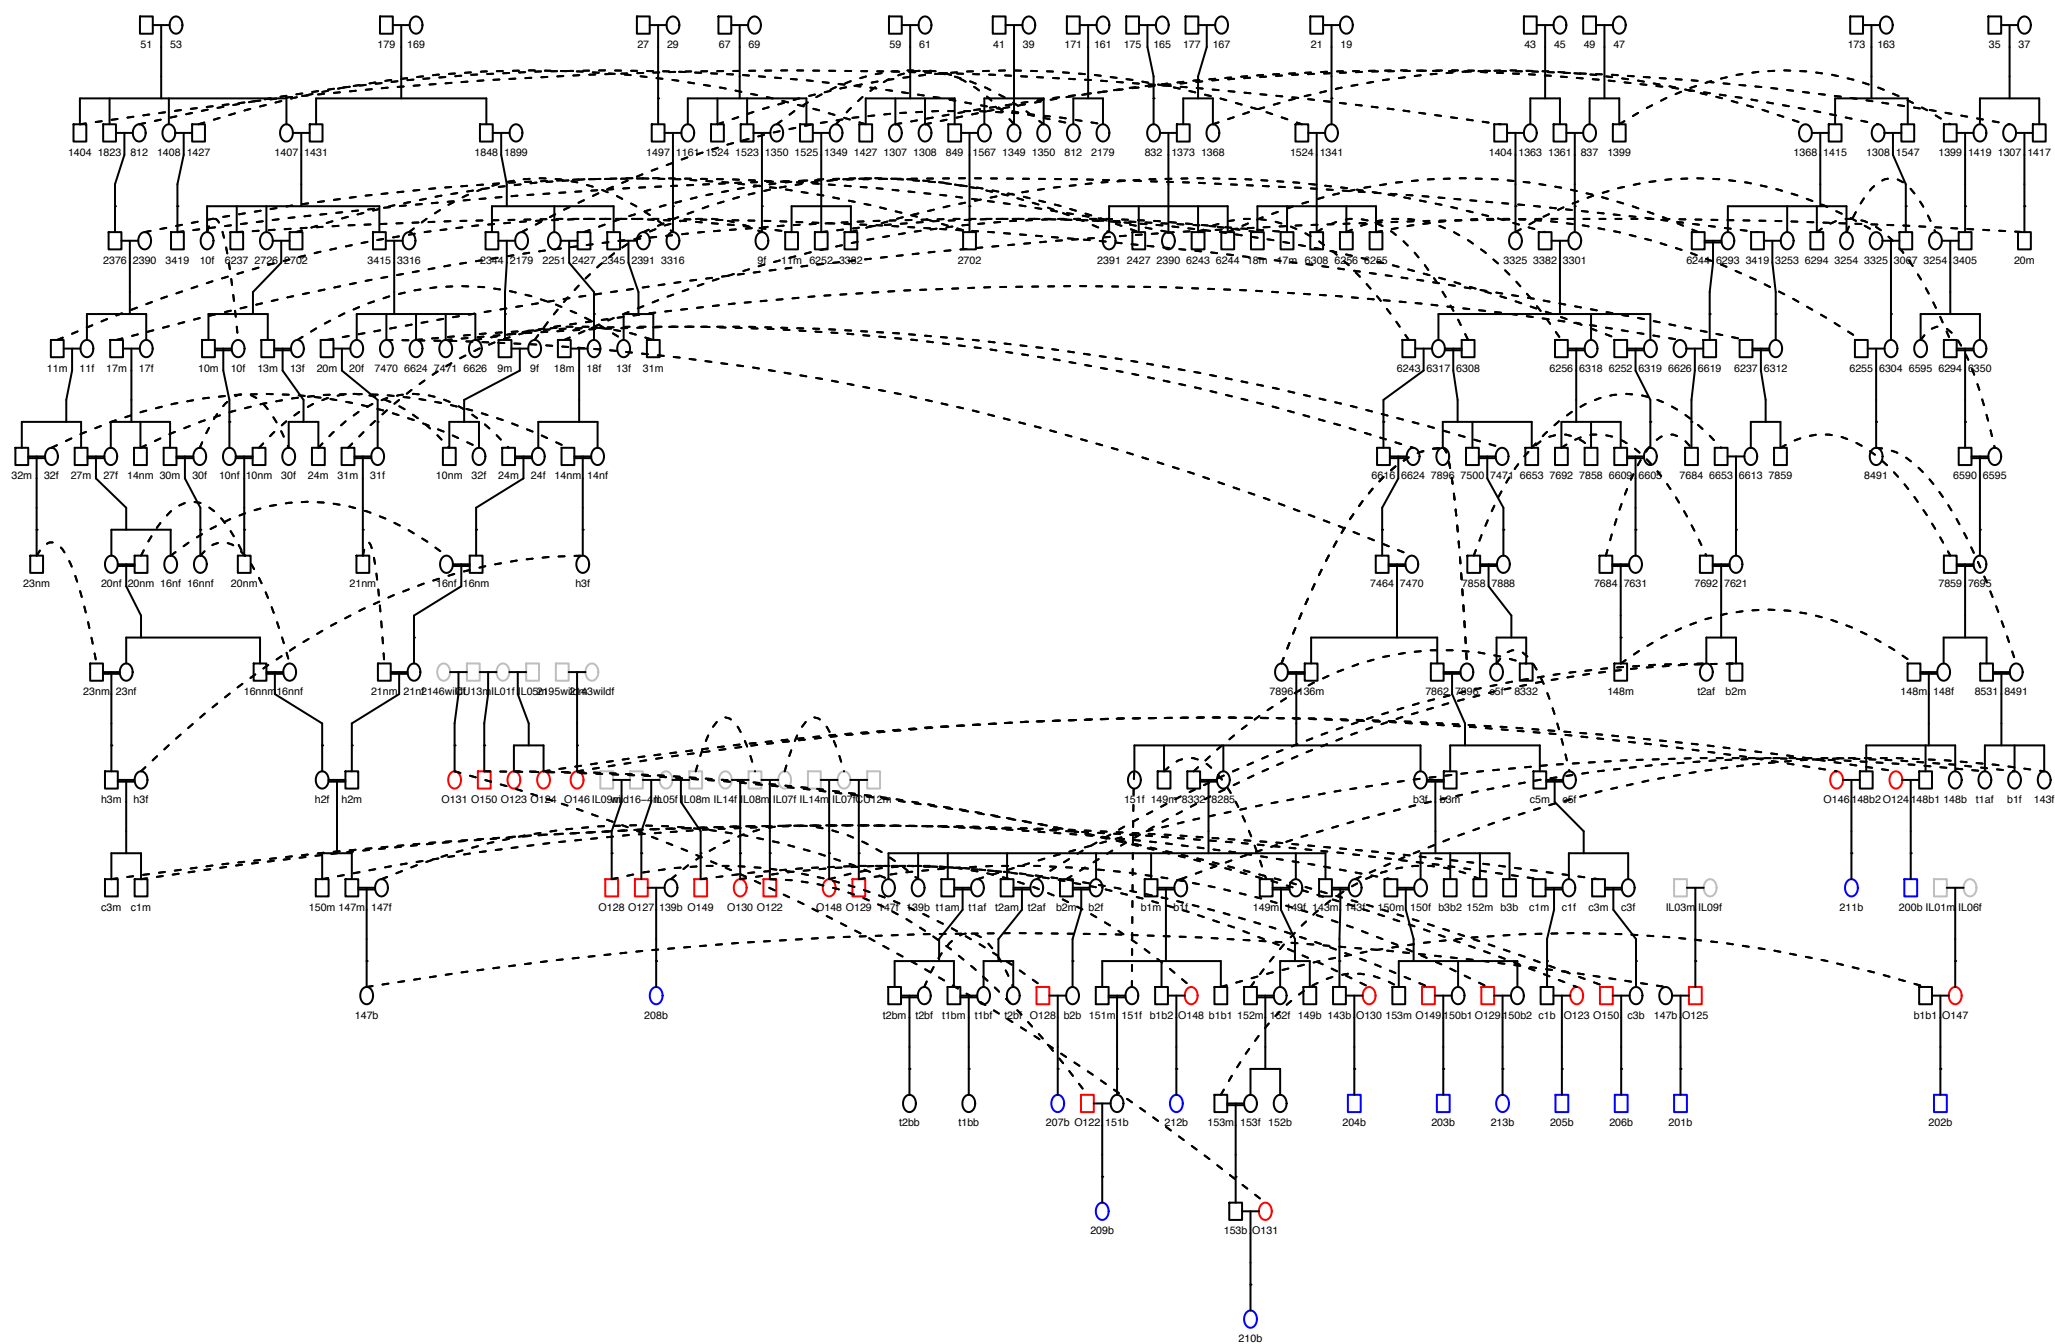 51 53 179 169 27 29 67 69 59 61 41 39 171 161 175 165 177 167 21 19 43 45 49 47 173 163 35 37
1404 1823 812 1408 1427 1407 1431 1848 1899 1497 1161 1524 1523 1350 1525 1349 1427 1307 1308 849 1567 1349 1350 812 2179 832 1373 1368 1524 1341 1404 1363 1361 837 1399 1368 1415 1308 1547 1399 1419 1307 1417
2376 2390 3419 10f 6237 2726 2702 3415 3316 2344 2179 2251 2427 2345 2391 3316 9f 11m 6252 3382 2702 2391 2427 2390 6243 6244 18m 17m 6308 6256 6255 3325 3382 3301 6244 6293 3419 3253 6294 3254 3325 3067 3254 3405 20m
11m 11f 17m 17f 10m 10f 13m 13f 20m 20f 7470 6624 7471 6626 9m 9f 18m 18f 13f 31m 6243 6317 6308 6256 6318 6252 6319 6626 6619 6237 6312 6255 6304 6595 6294 6350
32m 32f 27m 27f 14nm 30m 30f 10nf 10nm 30f 24m 31m 31f 10nm 32f 24m 24f 14nm 14nf 6616 6624 7896 7500 7471 6653 7692 7858 6609 6605 7684 6653 6613 7859 8491 6590 6595
23nm 20nf 20nm 16nf 16nnf 20nm 21nm 16nf 16nm h3f 7464 7470 7858 7888 7684 7631 7692 7621 7859 7695
23nm 23nf 16nnm 16nnf 21nm 21nf 2146wildf IL01f 7896 136m 7862 7896 c5f 8332 148m t2af b2m 148m 148f 8531 8491
h3m h3f h2f h2m O131 O150 O123 O124 O146 IL08m IL14f IL08m IL07f IL14m IL07f 151f 149m 8332 8285 b3f b3m c5m c5f O146 148b2 O124 148b1 148b t1af b1f 143f
c3m c1m 150m 147m 147f O128 O127 139b O149 O130 O122 O148 O129 147f 139b t1am t1af t2am t2af b2m b2f b1m b1f 149m 149f 143m 143f 150m 150f b3b2 152m b3b c1m c1f c3m c3f IL03m IL09f 211b 200b IL01m IL06f
147b 208b t2bm t2bf t1bm t1bf t2bf O128 b2b 151m 151f b1b2 O148 b1b1 152m 152f 149b 143b O130 153m O149 150b1 O129 150b2 c1b O123 O150 c3b 147b O125 b1b1 O147
t2bb t1bb 207b O122 151b 212b 153m 153f 152b 204b 203b 213b 205b 206b 201b 202b
209b 153b O131
210b